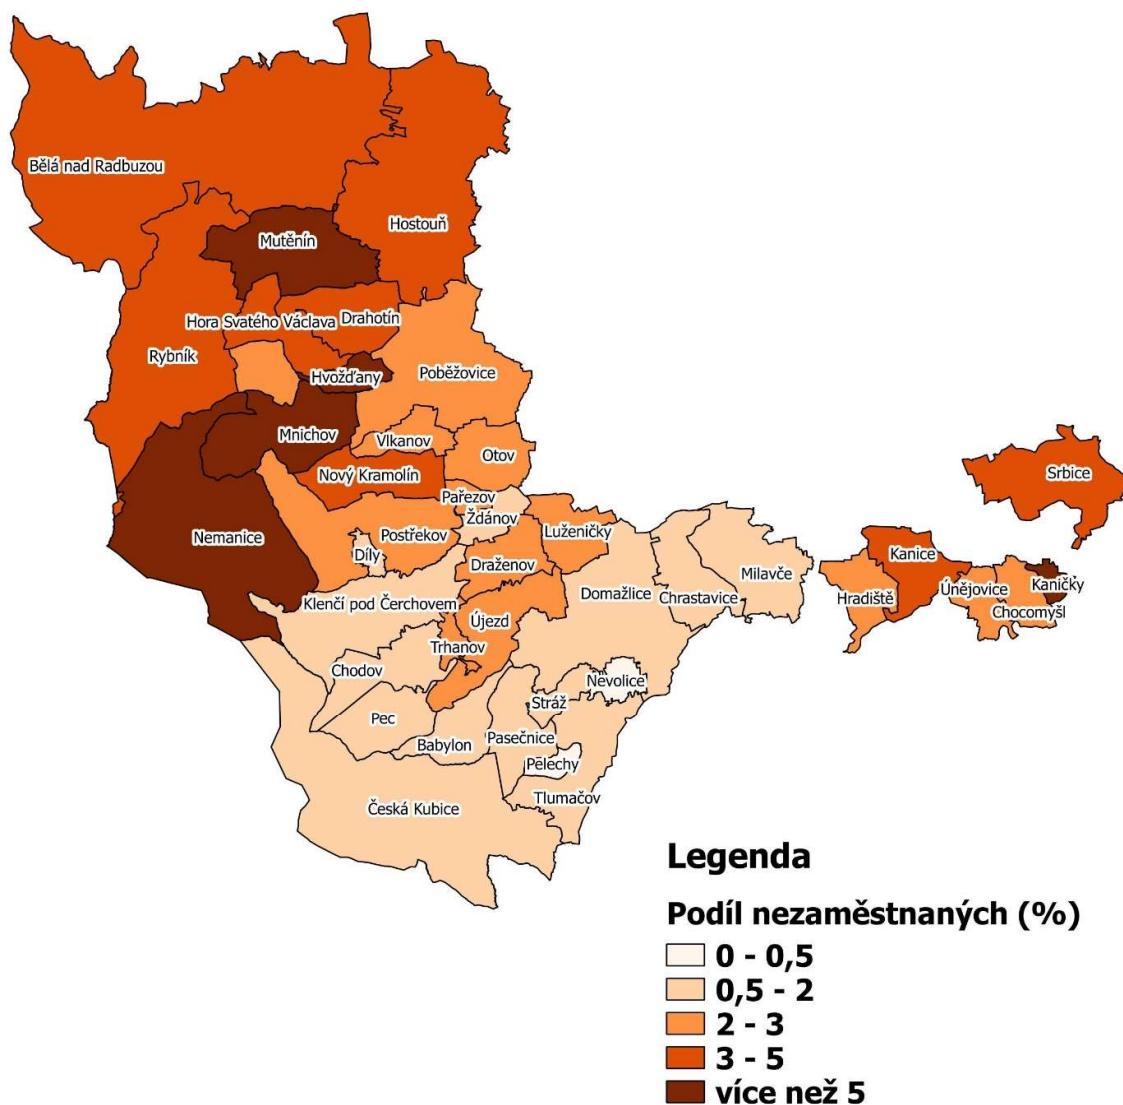 Bělá nad Radbuzou
Hostouň
Mutěnín
Hora Svatého Václava
Drahotín
Rybník
Hvožďany
Poběžovice
Mnichov
Vlkanov
Otov
Srbice
Nový Kramolín
Pařezov
Ždánov
Postřekov
Luženičky
Nemanice
Díly
Draženov
Kanice
Milavče
Hradiště
Únějovice
Kaničky
Klenčí pod Čerchovem
Domažlice
Chrastavice
Chocomyšl
Újezd
Trhanov
Chodov
Nevolice
Stráž
Pec
Babylon
Pasečnice
Pelechy
Tlumačov
Česká Kubice
Legenda
Podíl nezaměstnaných (%)
0 - 0,5
0,5 - 2
2 - 3
3 - 5
více než 5